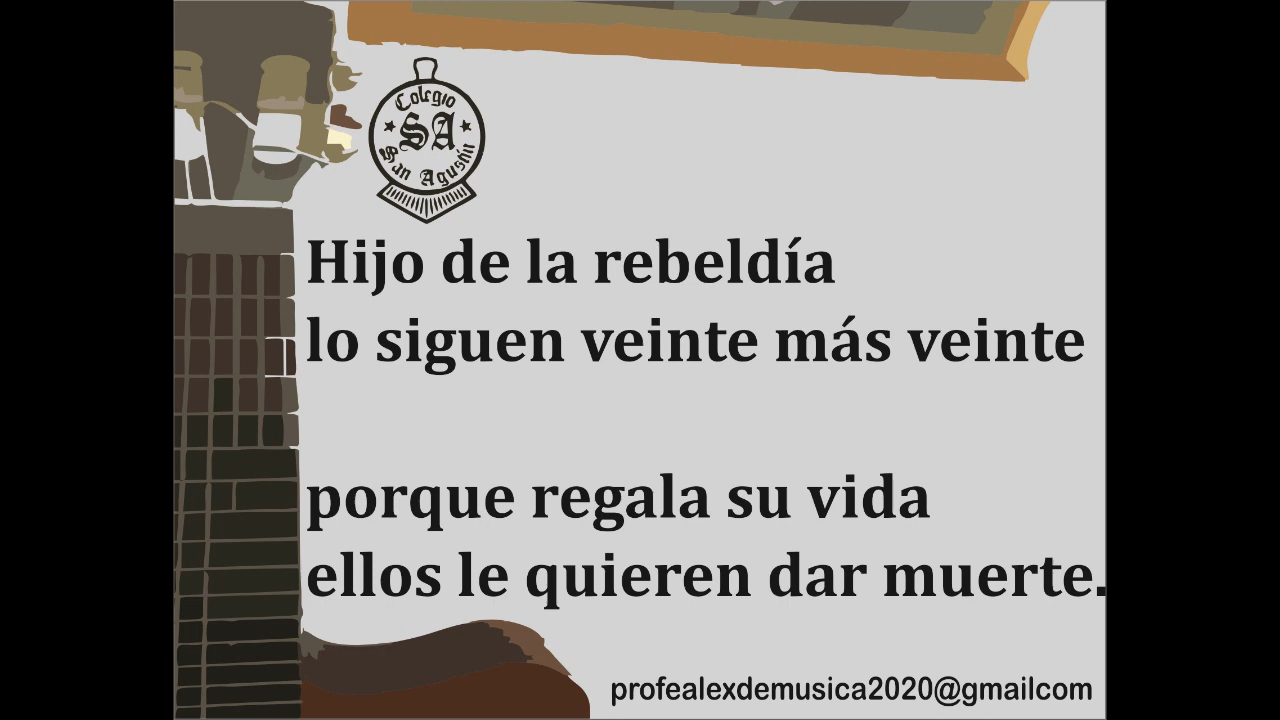 Colegio
SA
San Agustín
Hijo de la rebeldía
lo siguen veinte más veinte
porque regala su vida
ellos le quieren dar muerte.
profealexdemusica2020@gmailcom